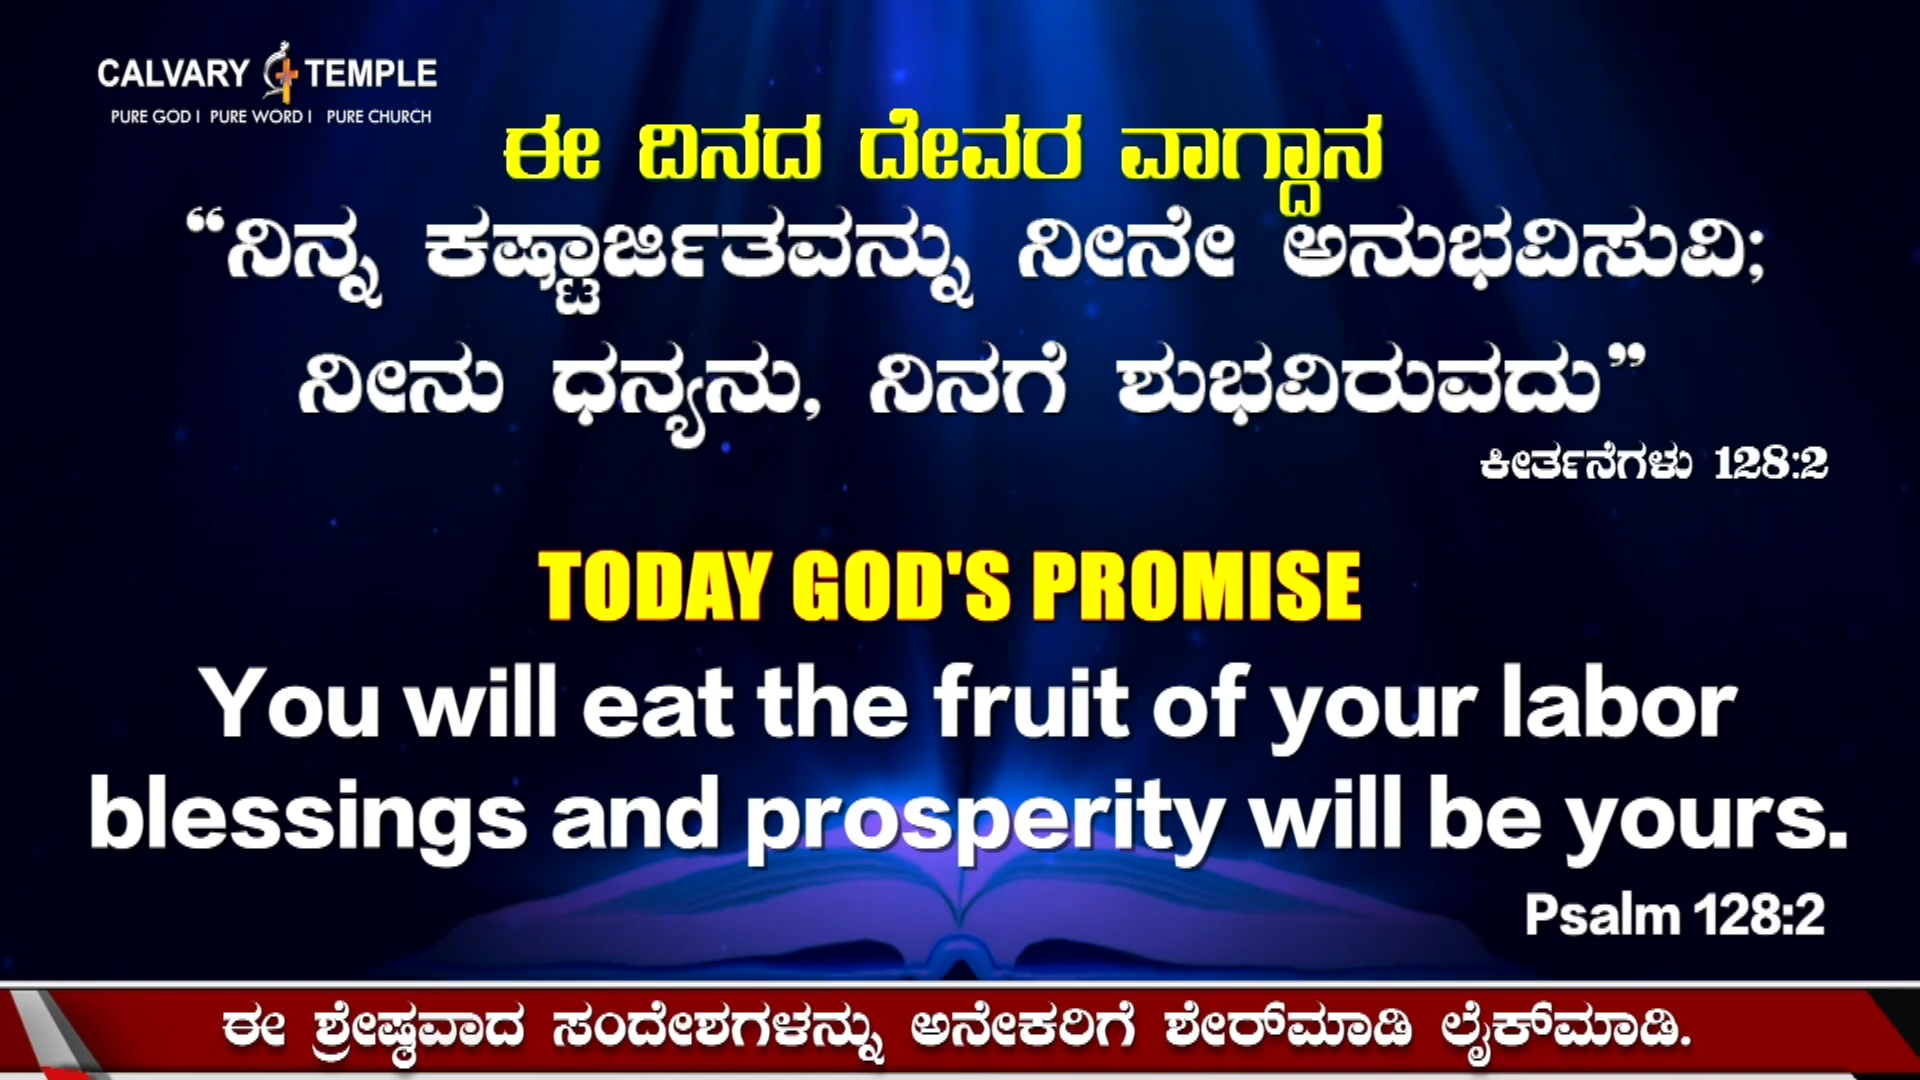 CALVARY TEMPLE
PURE GOD I PURE WORD I PURE CHURCH
ಈ ದಿನದ ದೇವರ ವಾಗ್ದಾನ
“ನಿನ್ನ ಕಷ್ಟಾರ್ಜಿತವನ್ನು ನೀನೇ ಅನುಭವಿಸುವಿ;
ನೀನು ಧನ್ಯನು, ನಿನಗೆ ಶುಭವಿರುವದು”
ಕೀರ್ತನೆಗಳು 128:2
TODAY GOD'S PROMISE
You will eat the fruit of your labor
blessings and prosperity will be yours.
Psalm 128:2
ಈ ಶ್ರೇಷ್ಠವಾದ ಸಂದೇಶಗಳನ್ನು ಅನೇಕರಿಗೆ ಶೇರ್‌ಮಾಡಿ ಲೈಕ್‌ಮಾಡಿ.